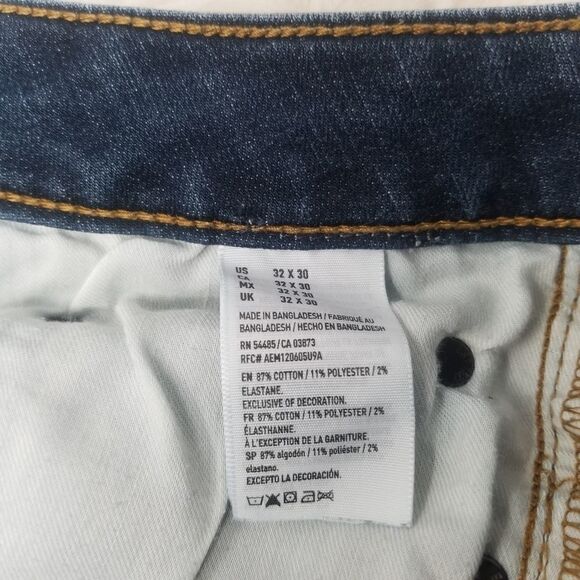 US 32 X 30
CA 32 X 30
MX 32 X 30
UK 32 X 30
MADE IN BANGLADESH / FABRIQUÉ AU
BANGLADESH / HECHO EN BANGLADESH
RN 54485/CA 03873
RFC# AEM120605U9A
EN 87% COTTON / 11% POLYESTER / 2%
ELASTANE.
EXCLUSIVE OF DECORATION.
FR 87% COTON / 11% POLYESTER / 2%
ÉLASTHANNE.
À L'EXCEPTION DE LA GARNITURE.
SP 87% algodón / 11% poliéster / 2%
elastano.
EXCEPTO LA DECORACIÓN.